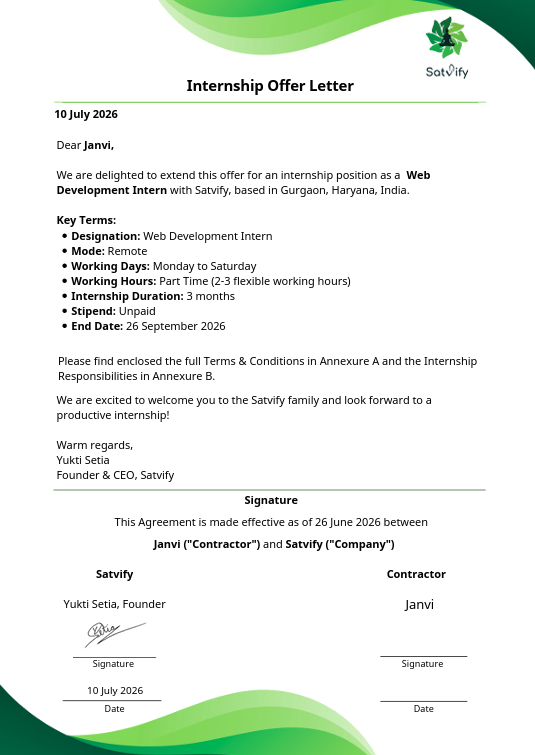 Satvify
Internship Offer Letter
10 July 2026
Dear Janvi,
We are delighted to extend this offer for an internship position as a Web
Development Intern with Satvify, based in Gurgaon, Haryana, India.
Key Terms:
• Designation: Web Development Intern
• Mode: Remote
• Working Days: Monday to Saturday
• Working Hours: Part Time (2-3 flexible working hours)
• Internship Duration: 3 months
• Stipend: Unpaid
• End Date: 26 September 2026
Please find enclosed the full Terms & Conditions in Annexure A and the Internship
Responsibilities in Annexure B.
We are excited to welcome you to the Satvify family and look forward to a
productive internship!
Warm regards,
Yukti Setia
Founder & CEO, Satvify
Signature
This Agreement is made effective as of 26 June 2026 between
Janvi ("Contractor") and Satvify ("Company")
Satvify Contractor
Yukti Setia, Founder Janvi
Signature Signature
10 July 2026
Date Date